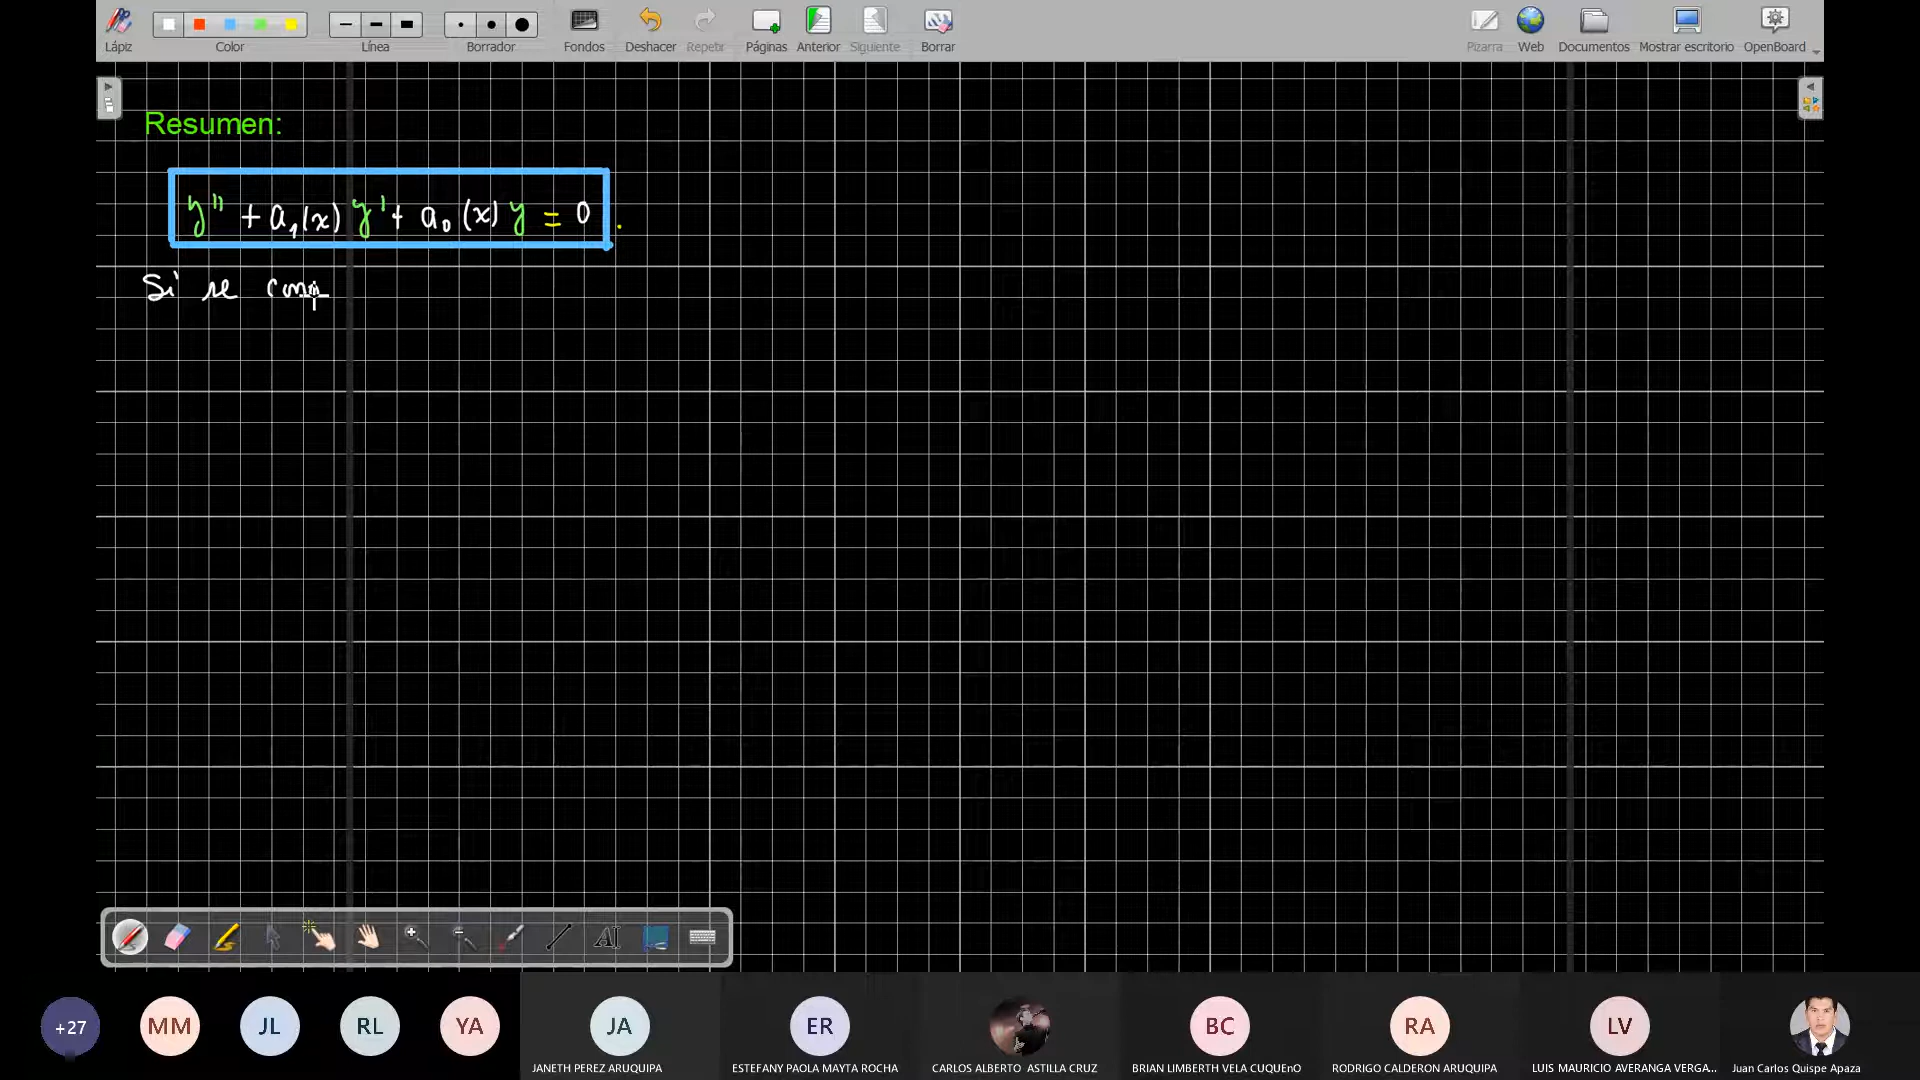 Lápiz Color Línea Borrador Fondos Deshacer Repetir Páginas Anterior Siguiente Borrar Pizarra Web Documentos Mostrar escritorio OpenBoard
Resumen:
y'' + a₁(x) y' + a₀(x) y = 0 .
Si se
+27 MM JL RL YA JA ER BC RA LV
JANETH PEREZ ARUQUIPA ESTEFANY PAOLA MAYTA ROCHA CARLOS ALBERTO ASTILLA CRUZ BRIAN LIMBERTH VELA CUQUEnO RODRIGO CALDERON ARUQUIPA LUIS MAURICIO AVERANGA VERGA... Juan Carlos Quispe Apaza